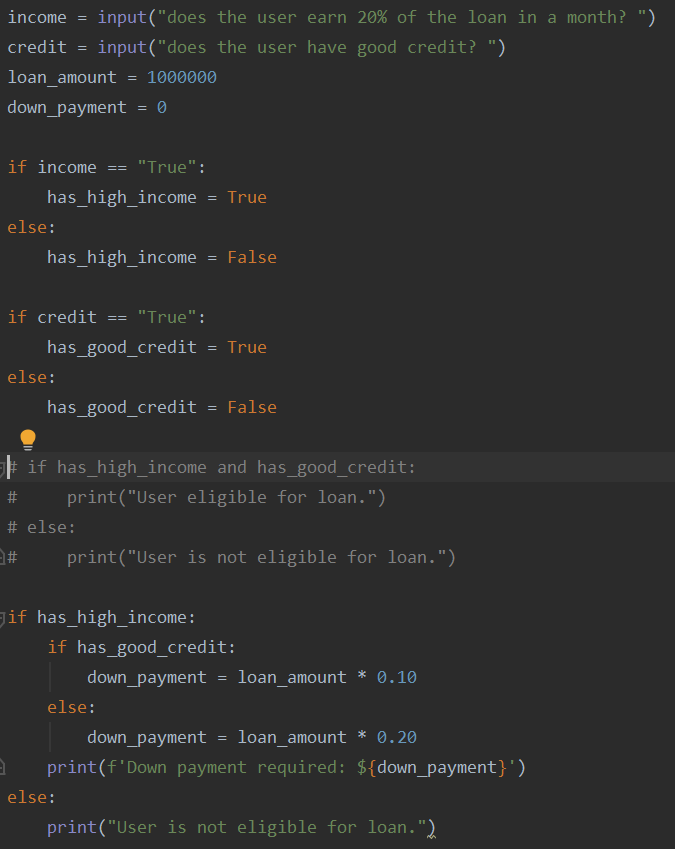 income = input("does the user earn 20% of the loan in a month? ")
credit = input("does the user have good credit? ")
loan_amount = 1000000
down_payment = 0

if income == "True":
    has_high_income = True
else:
    has_high_income = False

if credit == "True":
    has_good_credit = True
else:
    has_good_credit = False

# if has_high_income and has_good_credit:
#     print("User eligible for loan.")
# else:
#     print("User is not eligible for loan.")

if has_high_income:
    if has_good_credit:
        down_payment = loan_amount * 0.10
    else:
        down_payment = loan_amount * 0.20
    print(f'Down payment required: ${down_payment}')
else:
    print("User is not eligible for loan.")